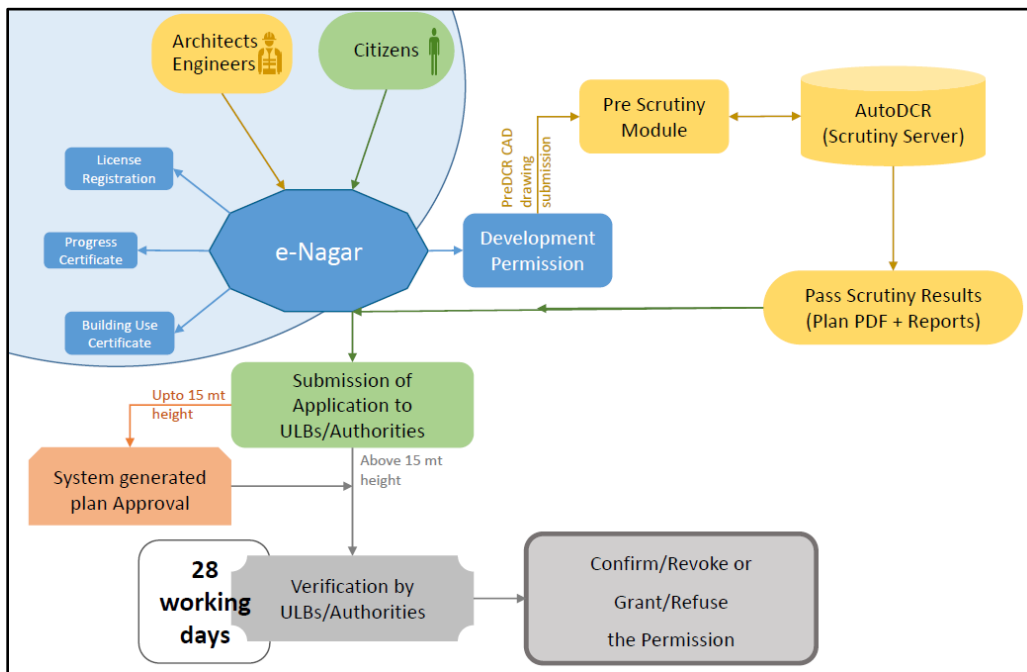 Architects
Engineers
Citizens
License
Registration
Progress
Certificate
Building Use
Certificate
e-Nagar
Development
Permission
PreDCR CAD
drawing
submission
Pre Scrutiny
Module
AutoDCR
(Scrutiny Server)
Pass Scrutiny Results
(Plan PDF + Reports)
Submission of
Application to
ULBs/Authorities
Upto 15 mt
height
System generated
plan Approval
Above 15 mt
height
28
working
days
Verification by
ULBs/Authorities
Confirm/Revoke or
Grant/Refuse
the Permission